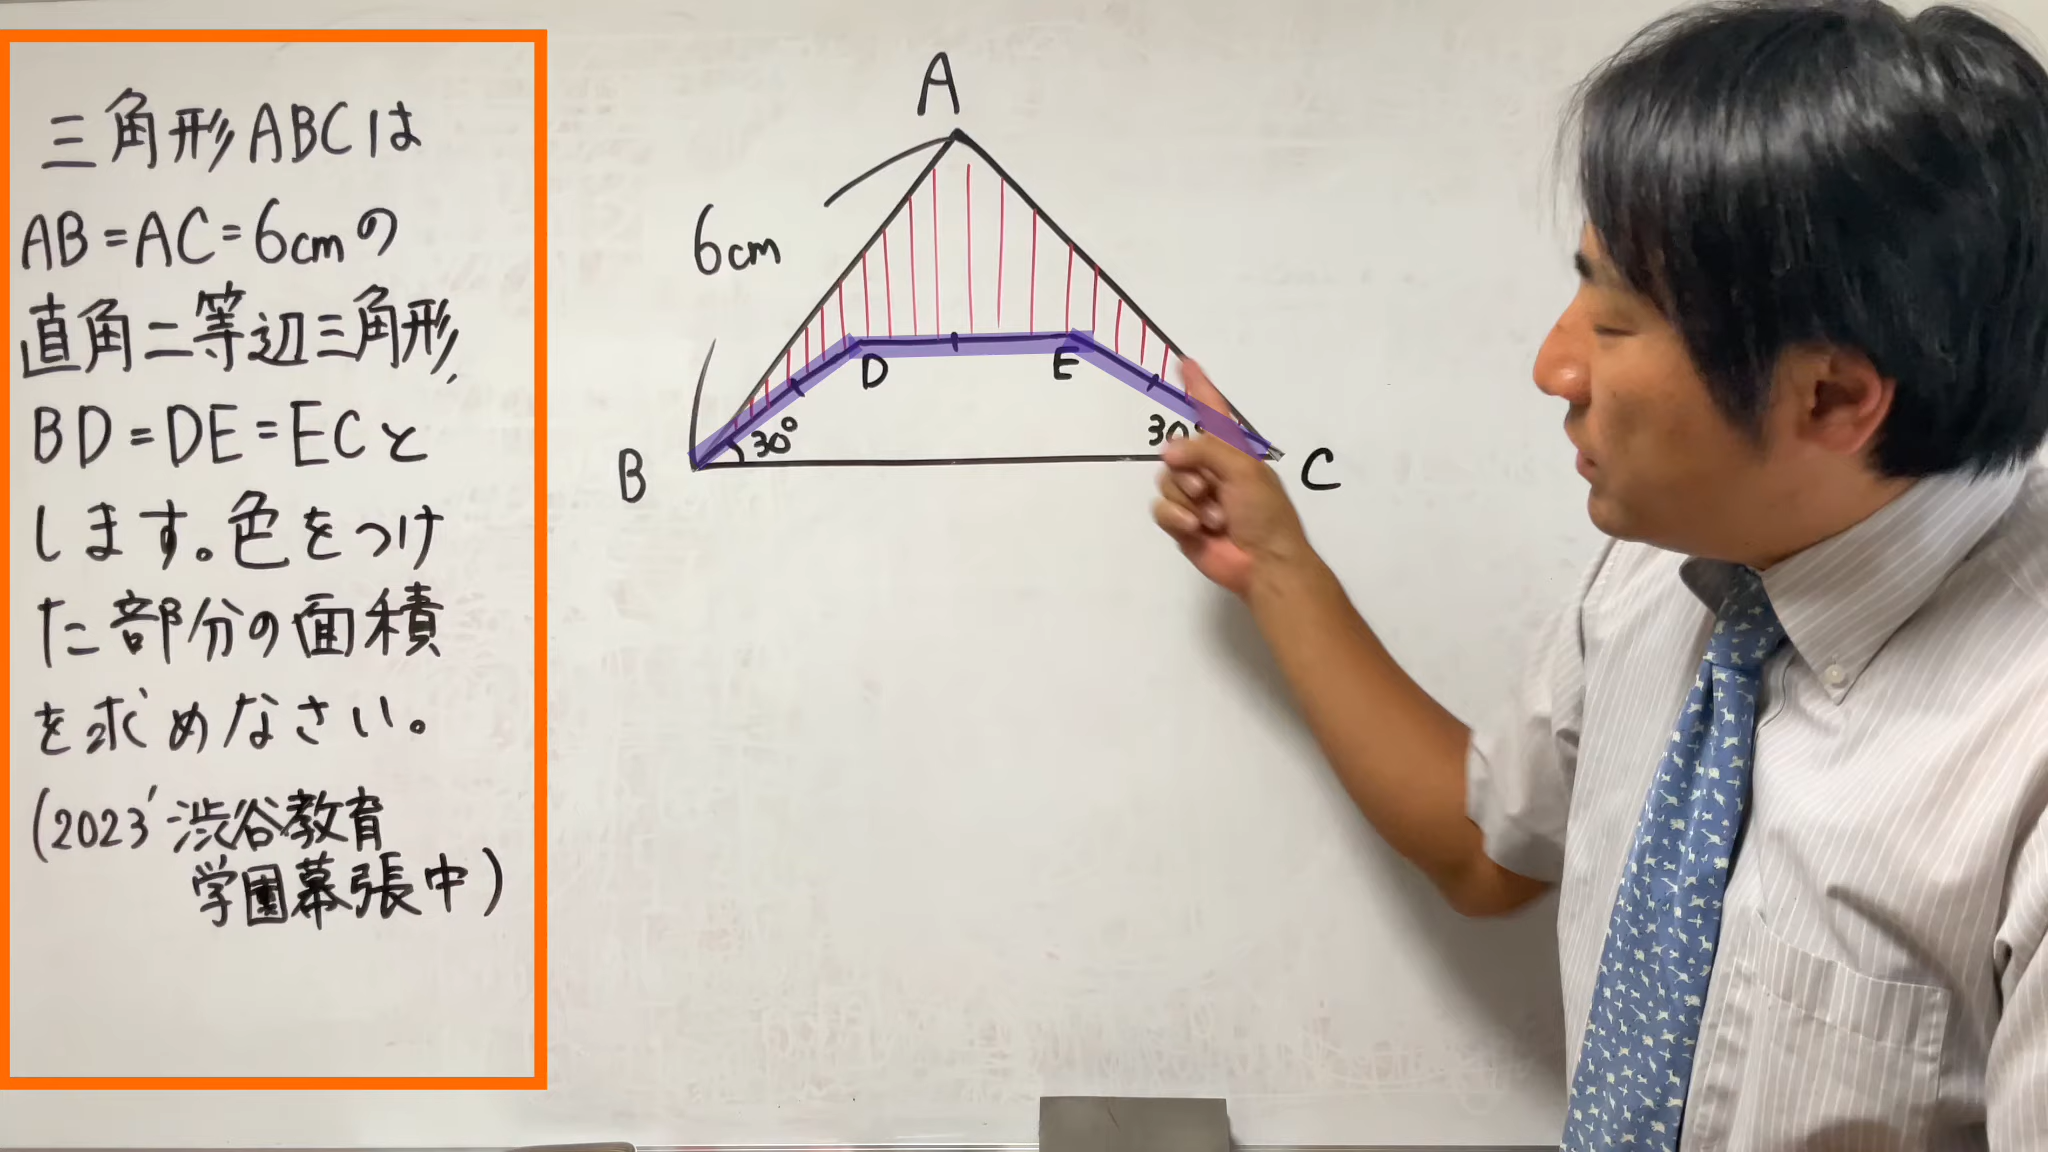 三角形ABCは
AB=AC=6cmの
直角二等辺三角形,
BD=DE=ECと
します。色をつけ
た部分の面積
を求めなさい。
(2023'渋谷教育
学園幕張中)
A
6cm
D
E
30°
30°
B
C